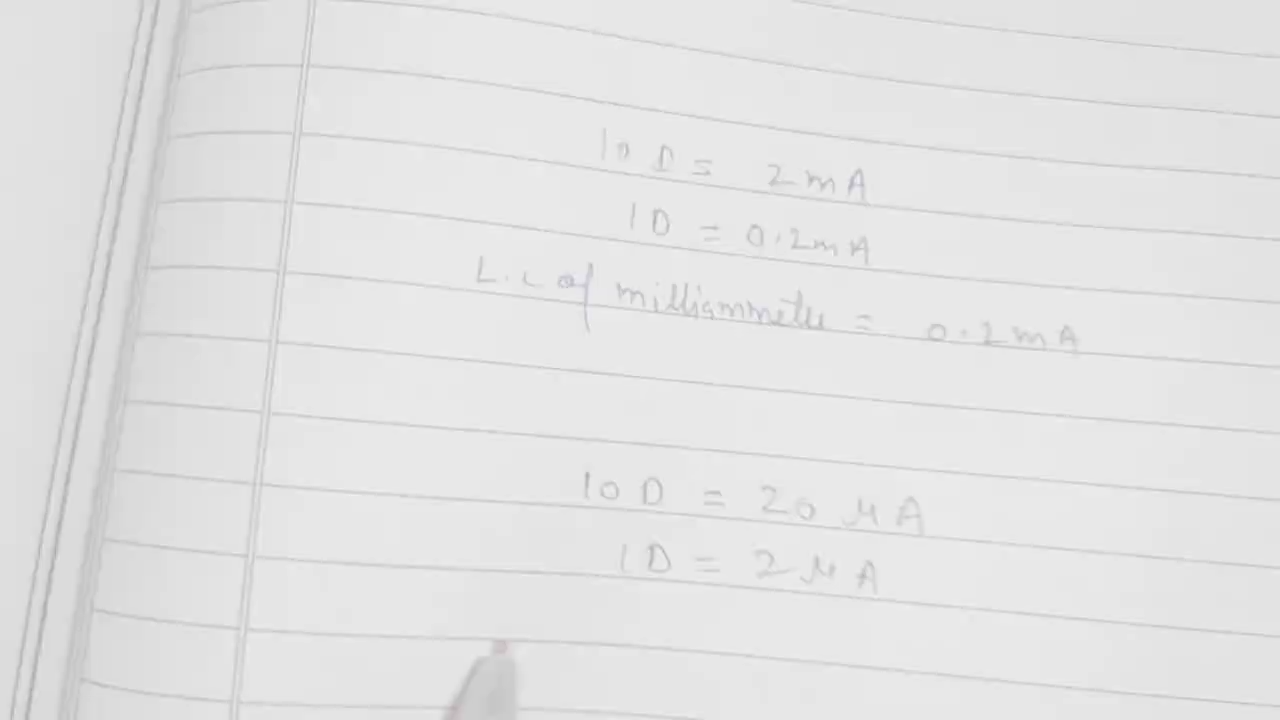 10 D = 2 mA
1 D = 0.2 mA
L.C of milliammeter = 0.2 mA
10 D = 20 μA
1 D = 2 μA